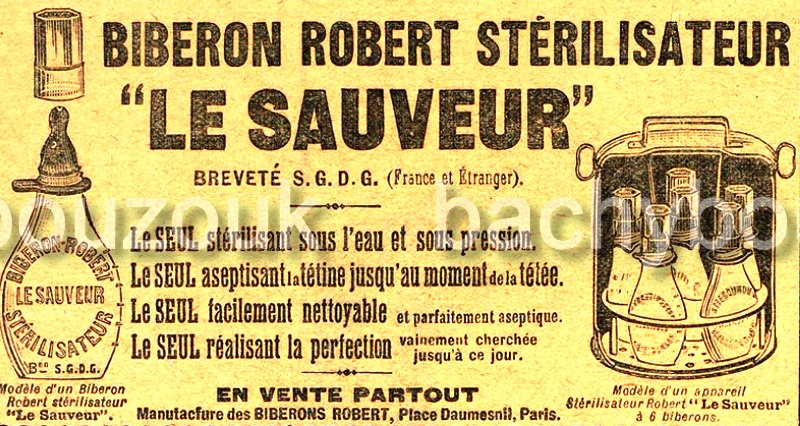 BIBERON ROBERT STÉRILISATEUR
"LE SAUVEUR"
BREVETÉ S.G.D.G. (France et Étranger).
bouzouk bachi boo
Le SEUL stérilisant sous l'eau et sous pression.
Le SEUL aseptisant la tétine jusqu'au moment de la tétée.
Le SEUL facilement nettoyable et parfaitement aseptique.
Le SEUL réalisant la perfection vainement cherchée
jusqu'à ce jour.
EN VENTE PARTOUT
Manutacfure des BIBERONS ROBERT, Place Daumesnil, Paris.
BIBERON-ROBERT
LE SAUVEUR
STÉRILISATEUR
Bté S.G.D.G.
Modèle d'un Biberon
Robert stérilisateur
"Le Sauveur".
Modèle d'un appareil
Stérilisateur Robert "Le Sauveur"
à 6 biberons.